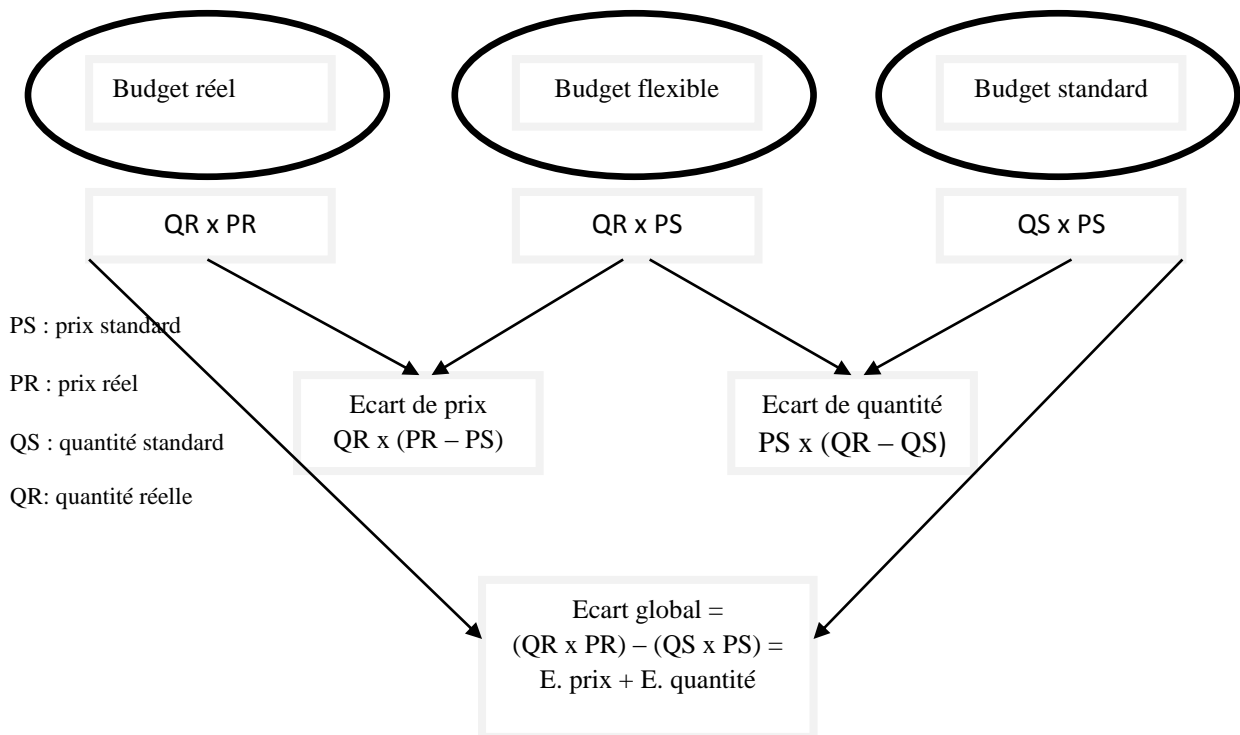 Budget réel
Budget flexible
Budget standard
QR x PR
QR x PS
QS x PS
PS : prix standard
PR : prix réel
QS : quantité standard
QR: quantité réelle
Ecart de prix
QR x (PR – PS)
Ecart de quantité
PS x (QR – QS)
Ecart global =
(QR x PR) – (QS x PS) =
E. prix + E. quantité